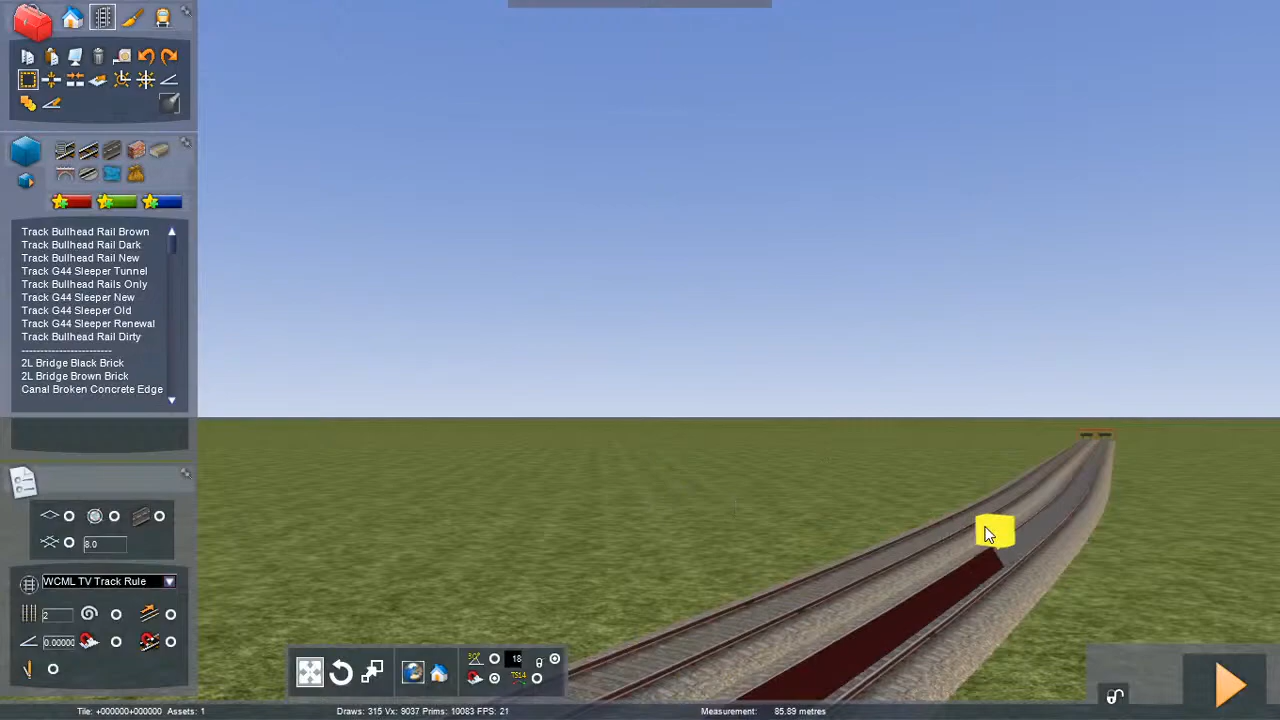 Track Bullhead Rail Brown
Track Bullhead Rail Dark
Track Bullhead Rail New
Track G44 Sleeper Tunnel
Track Bullhead Rails Only
Track G44 Sleeper New
Track G44 Sleeper Old
Track G44 Sleeper Renewal
Track Bullhead Rail Dirty
------------------------
2L Bridge Black Brick
2L Bridge Brown Brick
Canal Broken Concrete Edge
8.0
WCML TV Track Rule
2
0.00000
18
TS14
Tile: +000000+000000 Assets: 1
Draws: 315 Vx: 9037 Prims: 10083 FPS: 21
Measurement: 85.89 metres